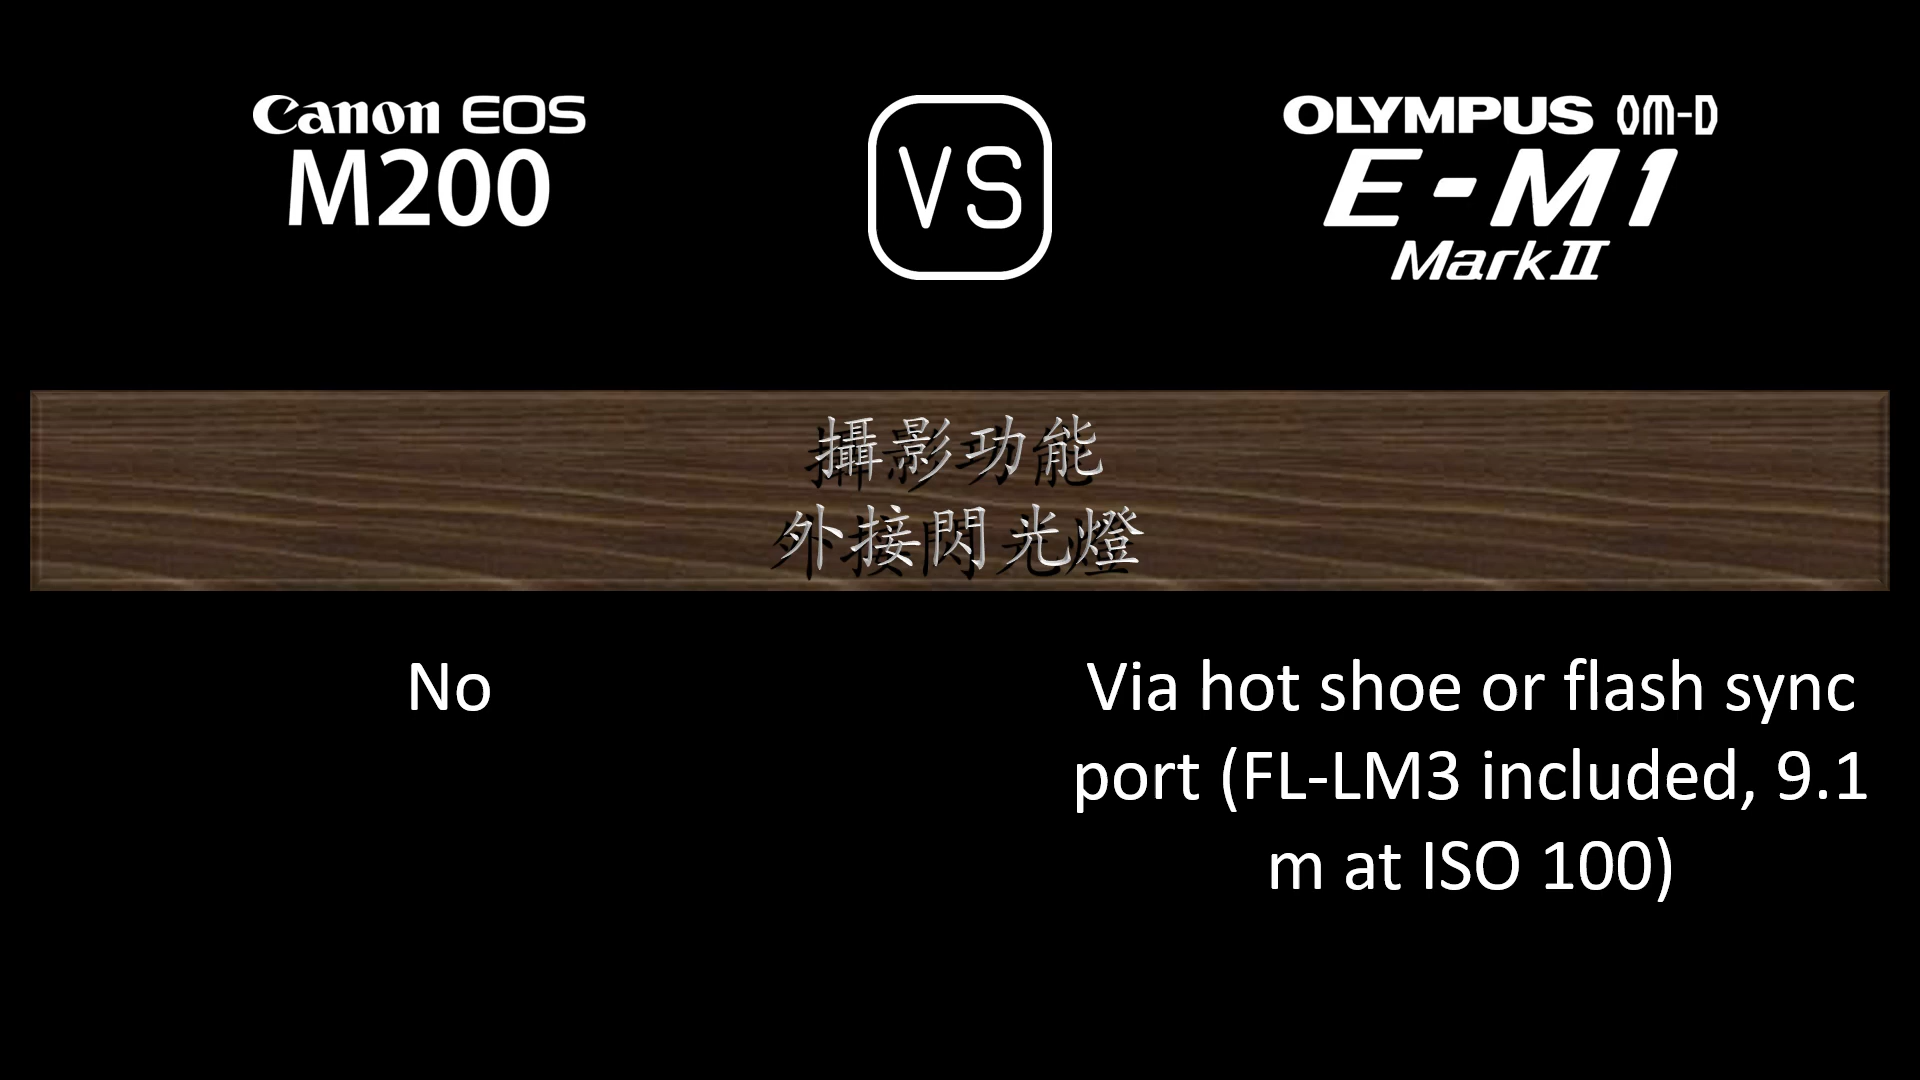 Canon EOS
M200
VS
OLYMPUS OM-D
E-M1
Mark II
攝影功能
外接閃光燈
No
Via hot shoe or flash sync
port (FL-LM3 included, 9.1
m at ISO 100)